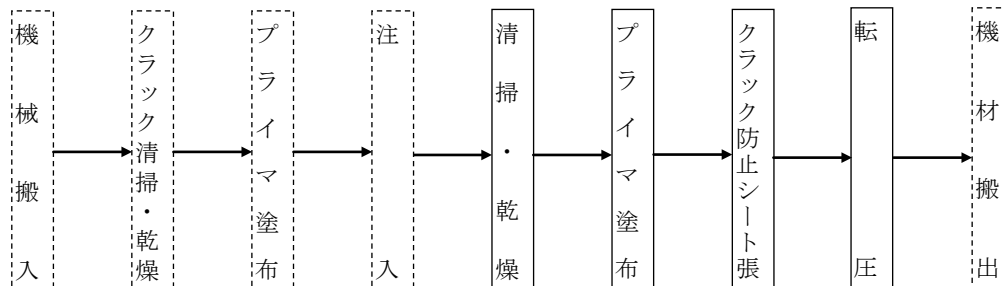 機械搬入
クラック清掃・乾燥
プライマ塗布
注入
清掃・乾燥
プライマ塗布
クラック防止シート張
転圧
機材搬出